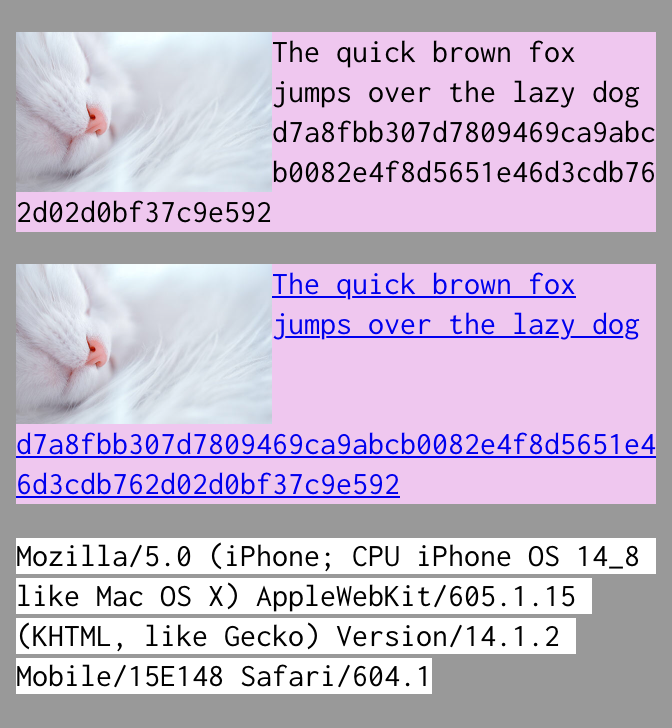 The quick brown fox
jumps over the lazy dog
d7a8fbb307d7809469ca9abc
b0082e4f8d5651e46d3cdb76
2d02d0bf37c9e592
The quick brown fox
jumps over the lazy dog
d7a8fbb307d7809469ca9abcb0082e4f8d5651e4
6d3cdb762d02d0bf37c9e592
Mozilla/5.0 (iPhone; CPU iPhone OS 14_8
like Mac OS X) AppleWebKit/605.1.15
(KHTML, like Gecko) Version/14.1.2
Mobile/15E148 Safari/604.1